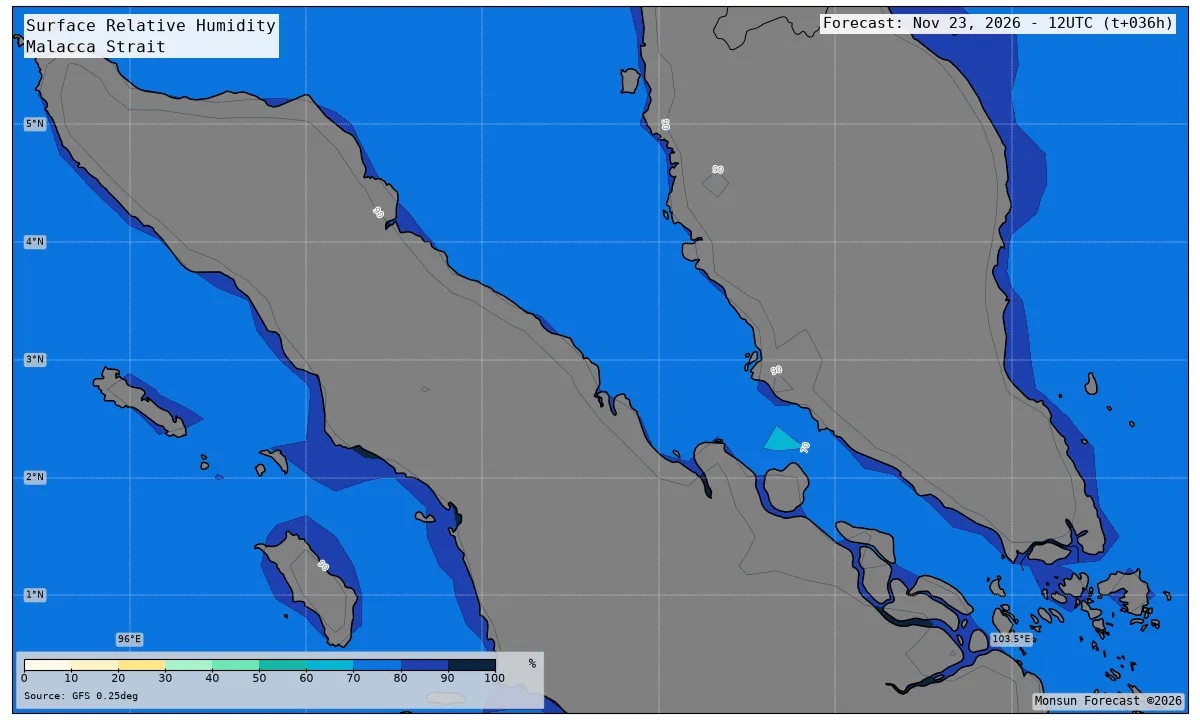 Surface Relative Humidity
Malacca Strait
Forecast: Nov 23, 2026 - 12UTC (t+036h)
90
5°N
90
90
4°N
3°N
90
70
2°N
90
1°N
96°E
103.5°E
%
0 10 20 30 40 50 60 70 80 90 100
Source: GFS 0.25deg
Monsun Forecast ©2026